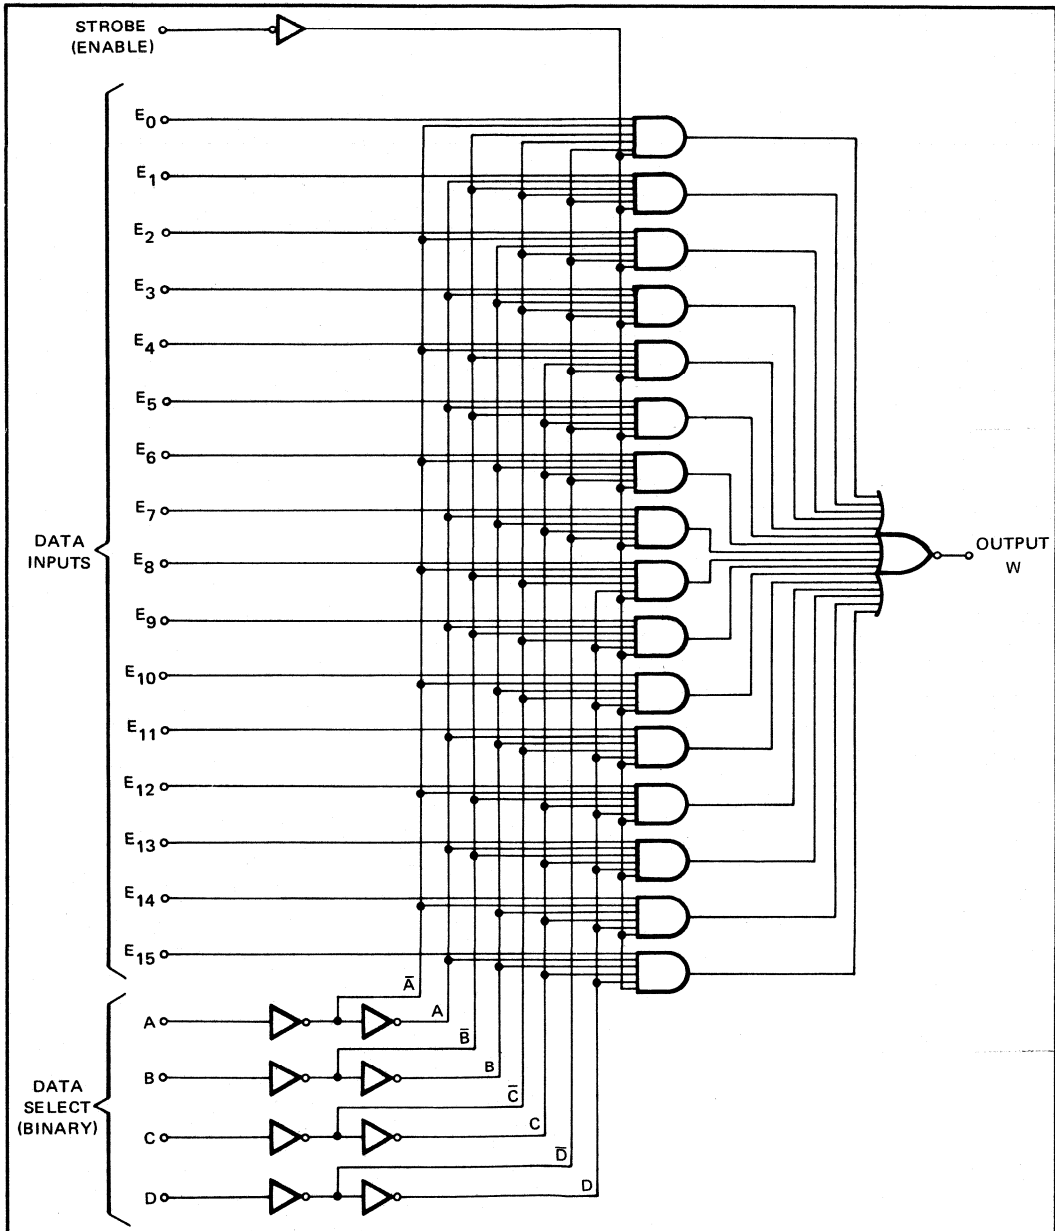 STROBE
(ENABLE)
E0
E1
E2
E3
E4
E5
E6
E7
DATA
INPUTS
OUTPUT
W
E8
E9
E10
E11
E12
E13
E14
E15
A̅
A
A
B̅
B
B
DATA
SELECT
(BINARY)
C̅
C
C
D̅
D
D